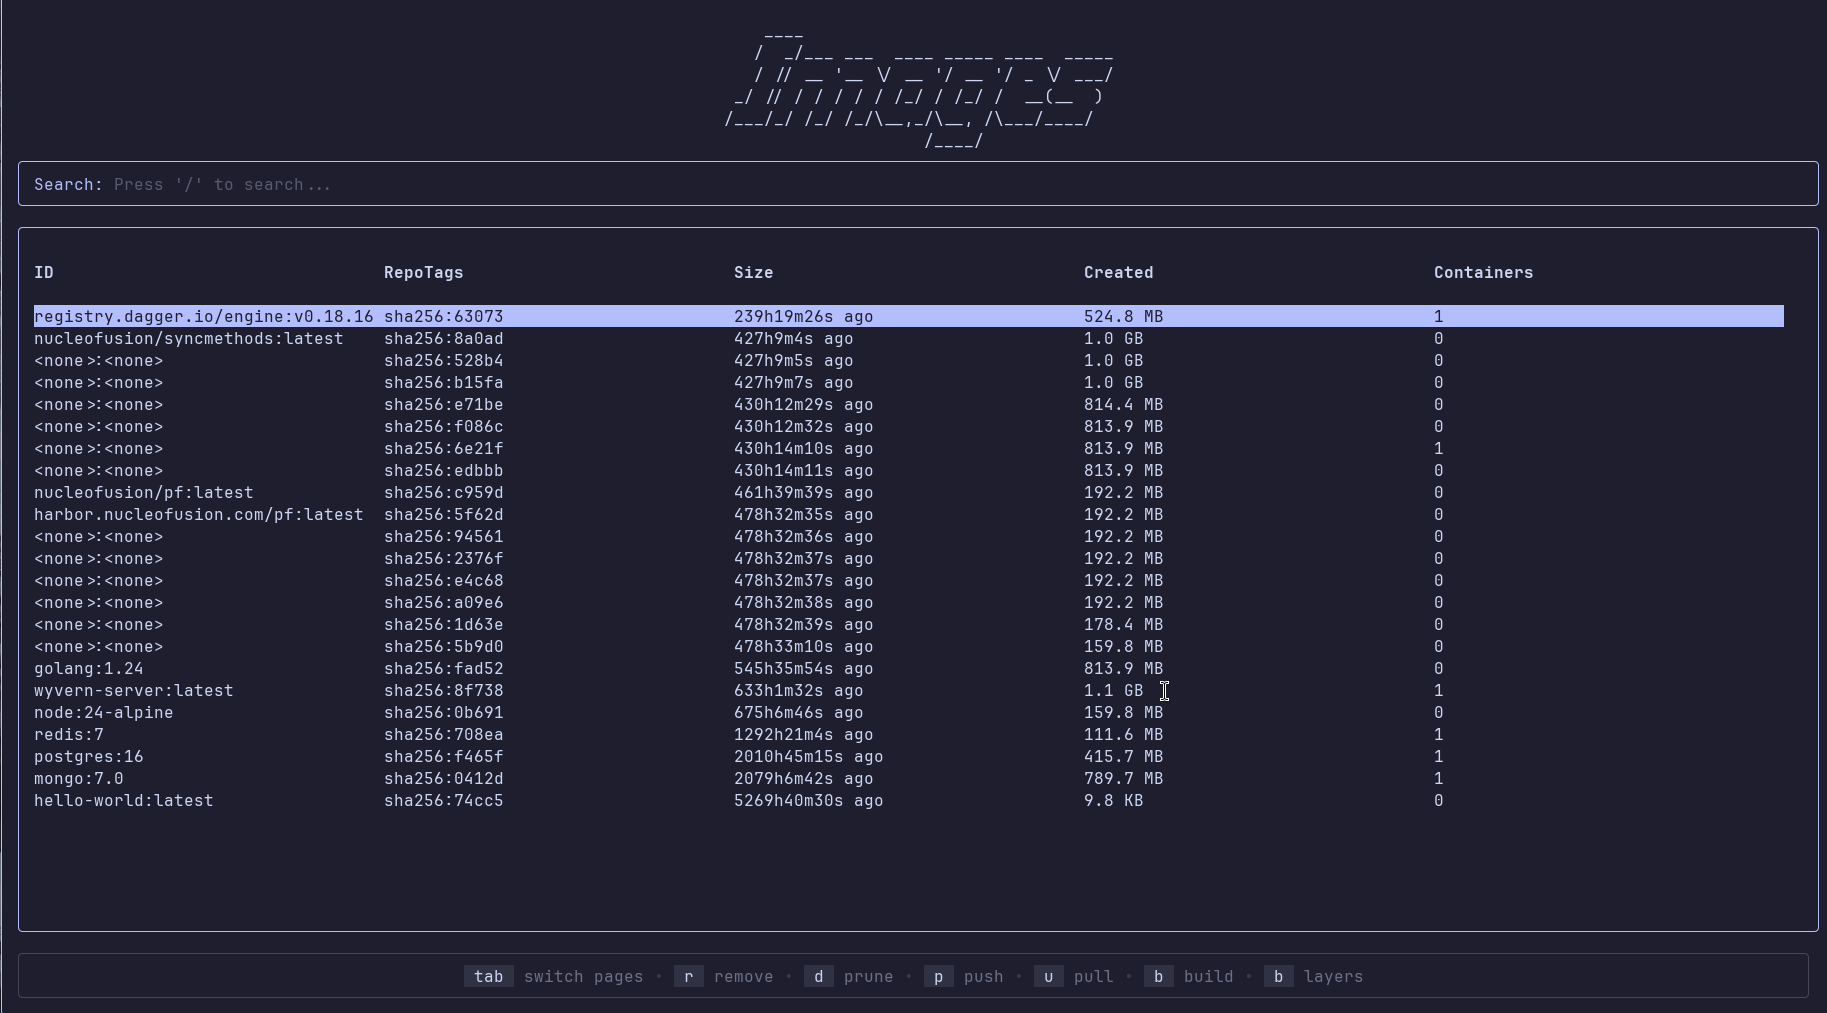 Images
Search: Press '/' to search...
ID RepoTags Size Created Containers
registry.dagger.io/engine:v0.18.16 sha256:63073 239h19m26s ago 524.8 MB 1
nucleofusion/syncmethods:latest sha256:8a0ad 427h9m4s ago 1.0 GB 0
<none>:<none> sha256:528b4 427h9m5s ago 1.0 GB 0
<none>:<none> sha256:b15fa 427h9m7s ago 1.0 GB 0
<none>:<none> sha256:e71be 430h12m29s ago 814.4 MB 0
<none>:<none> sha256:f086c 430h12m32s ago 813.9 MB 0
<none>:<none> sha256:6e21f 430h14m10s ago 813.9 MB 1
<none>:<none> sha256:edbbb 430h14m11s ago 813.9 MB 0
nucleofusion/pf:latest sha256:c959d 461h39m39s ago 192.2 MB 0
harbor.nucleofusion.com/pf:latest sha256:5f62d 478h32m35s ago 192.2 MB 0
<none>:<none> sha256:94561 478h32m36s ago 192.2 MB 0
<none>:<none> sha256:2376f 478h32m37s ago 192.2 MB 0
<none>:<none> sha256:e4c68 478h32m37s ago 192.2 MB 0
<none>:<none> sha256:a09e6 478h32m38s ago 192.2 MB 0
<none>:<none> sha256:1d63e 478h32m39s ago 178.4 MB 0
<none>:<none> sha256:5b9d0 478h33m10s ago 159.8 MB 0
golang:1.24 sha256:fad52 545h35m54s ago 813.9 MB 0
wyvern-server:latest sha256:8f738 633h1m32s ago 1.1 GB 1
node:24-alpine sha256:0b691 675h6m46s ago 159.8 MB 0
redis:7 sha256:708ea 1292h21m4s ago 111.6 MB 1
postgres:16 sha256:f465f 2010h45m15s ago 415.7 MB 1
mongo:7.0 sha256:0412d 2079h6m42s ago 789.7 MB 1
hello-world:latest sha256:74cc5 5269h40m30s ago 9.8 KB 0
tab switch pages • r remove • d prune • p push • u pull • b build • b layers